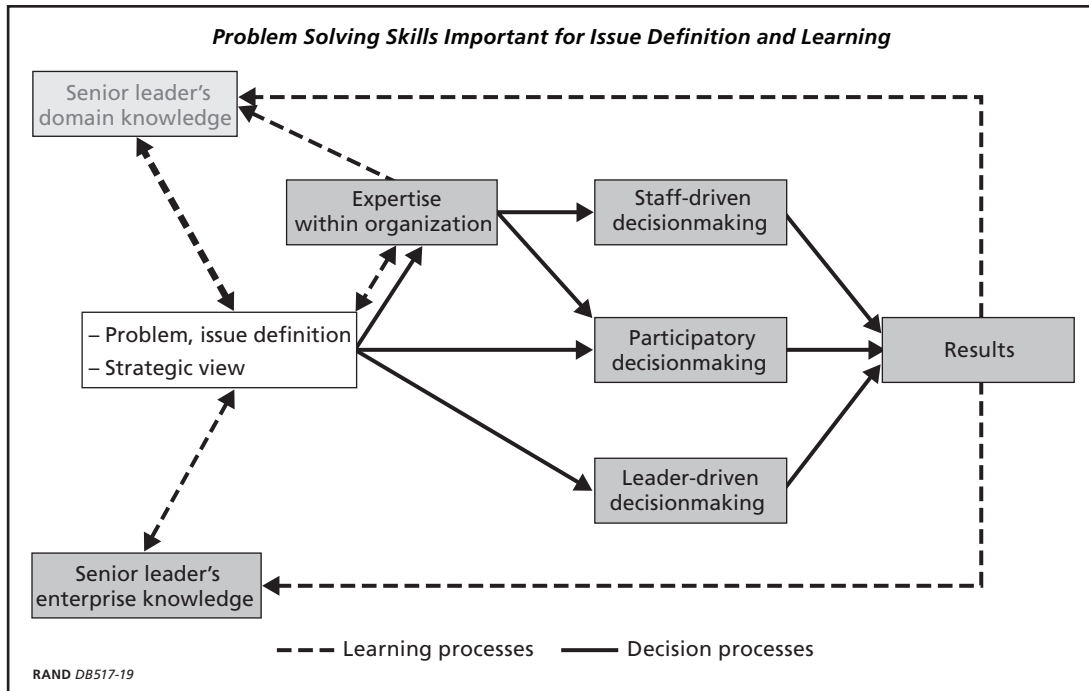 Problem Solving Skills Important for Issue Definition and Learning
Senior leader's
domain knowledge
Expertise
within organization
Staff-driven
decisionmaking
– Problem, issue definition
– Strategic view
Participatory
decisionmaking
Results
Leader-driven
decisionmaking
Senior leader's
enterprise knowledge
Learning processes
Decision processes
RAND DB517-19